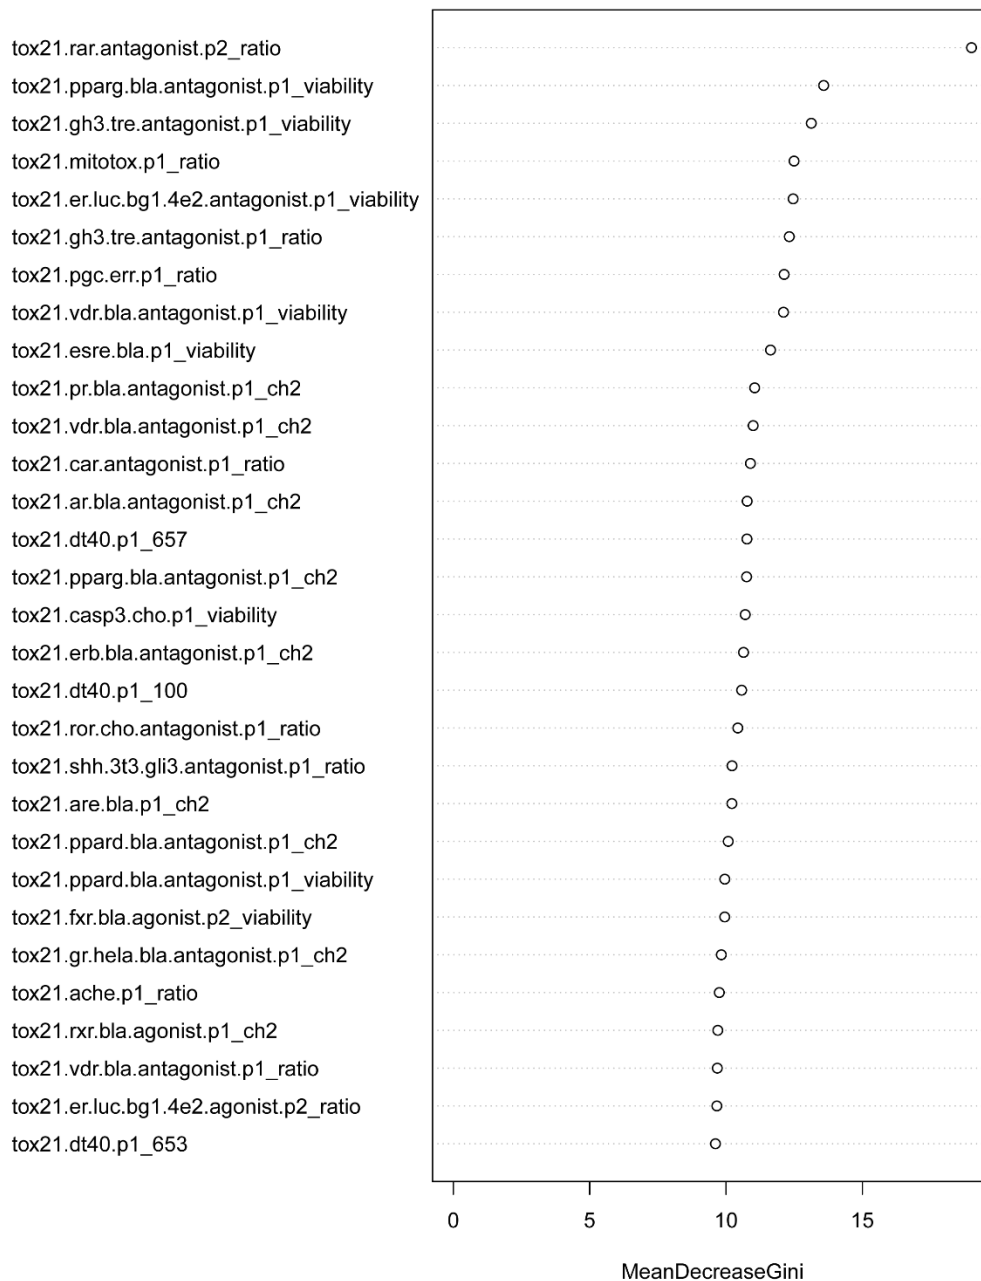 tox21.rar.antagonist.p2_ratio
tox21.pparg.bla.antagonist.p1_viability
tox21.gh3.tre.antagonist.p1_viability
tox21.mitotox.p1_ratio
tox21.er.luc.bg1.4e2.antagonist.p1_viability
tox21.gh3.tre.antagonist.p1_ratio
tox21.pgc.err.p1_ratio
tox21.vdr.bla.antagonist.p1_viability
tox21.esre.bla.p1_viability
tox21.pr.bla.antagonist.p1_ch2
tox21.vdr.bla.antagonist.p1_ch2
tox21.car.antagonist.p1_ratio
tox21.ar.bla.antagonist.p1_ch2
tox21.dt40.p1_657
tox21.pparg.bla.antagonist.p1_ch2
tox21.casp3.cho.p1_viability
tox21.erb.bla.antagonist.p1_ch2
tox21.dt40.p1_100
tox21.ror.cho.antagonist.p1_ratio
tox21.shh.3t3.gli3.antagonist.p1_ratio
tox21.are.bla.p1_ch2
tox21.ppard.bla.antagonist.p1_ch2
tox21.ppard.bla.antagonist.p1_viability
tox21.fxr.bla.agonist.p2_viability
tox21.gr.hela.bla.antagonist.p1_ch2
tox21.ache.p1_ratio
tox21.rxr.bla.agonist.p1_ch2
tox21.vdr.bla.antagonist.p1_ratio
tox21.er.luc.bg1.4e2.agonist.p2_ratio
tox21.dt40.p1_653
0 5 10 15
MeanDecreaseGini